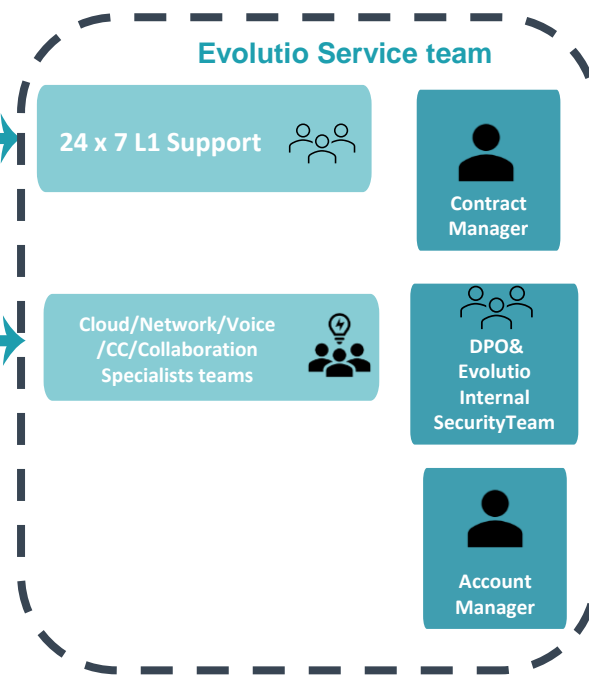 Evolutio Service team
24 x 7 L1 Support
Contract
Manager
Cloud/Network/Voice
/CC/Collaboration
Specialists teams
DPO&
Evolutio
Internal
SecurityTeam
Account
Manager